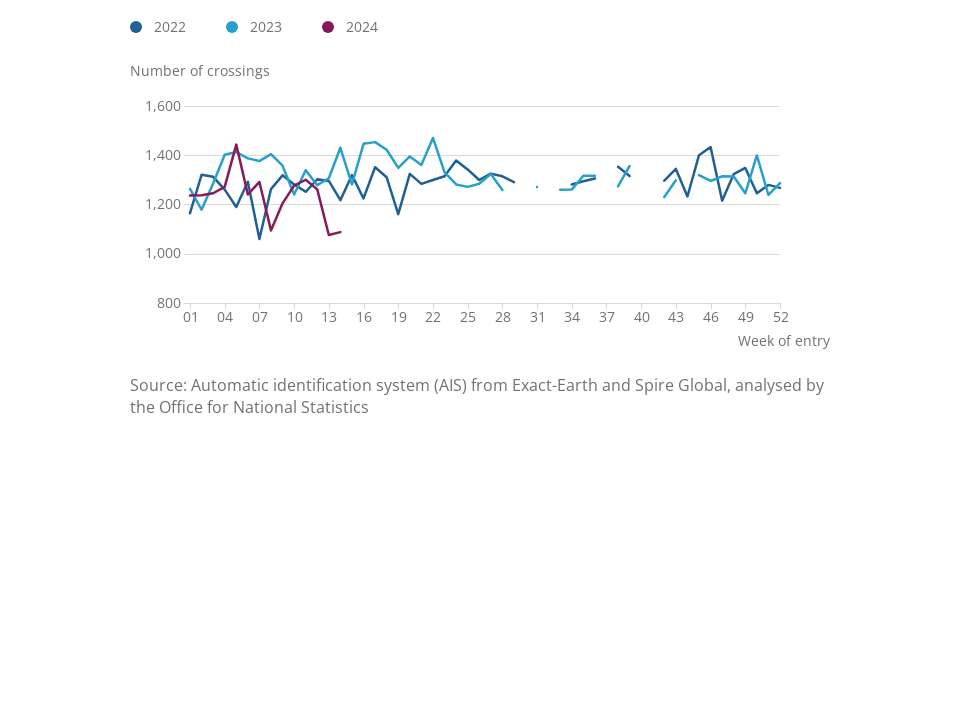 2022 2023 2024
Number of crossings
1,600
1,400
1,200
1,000
800
01 04 07 10 13 16 19 22 25 28 31 34 37 40 43 46 49 52
Week of entry
Source: Automatic identification system (AIS) from Exact-Earth and Spire Global, analysed by
the Office for National Statistics